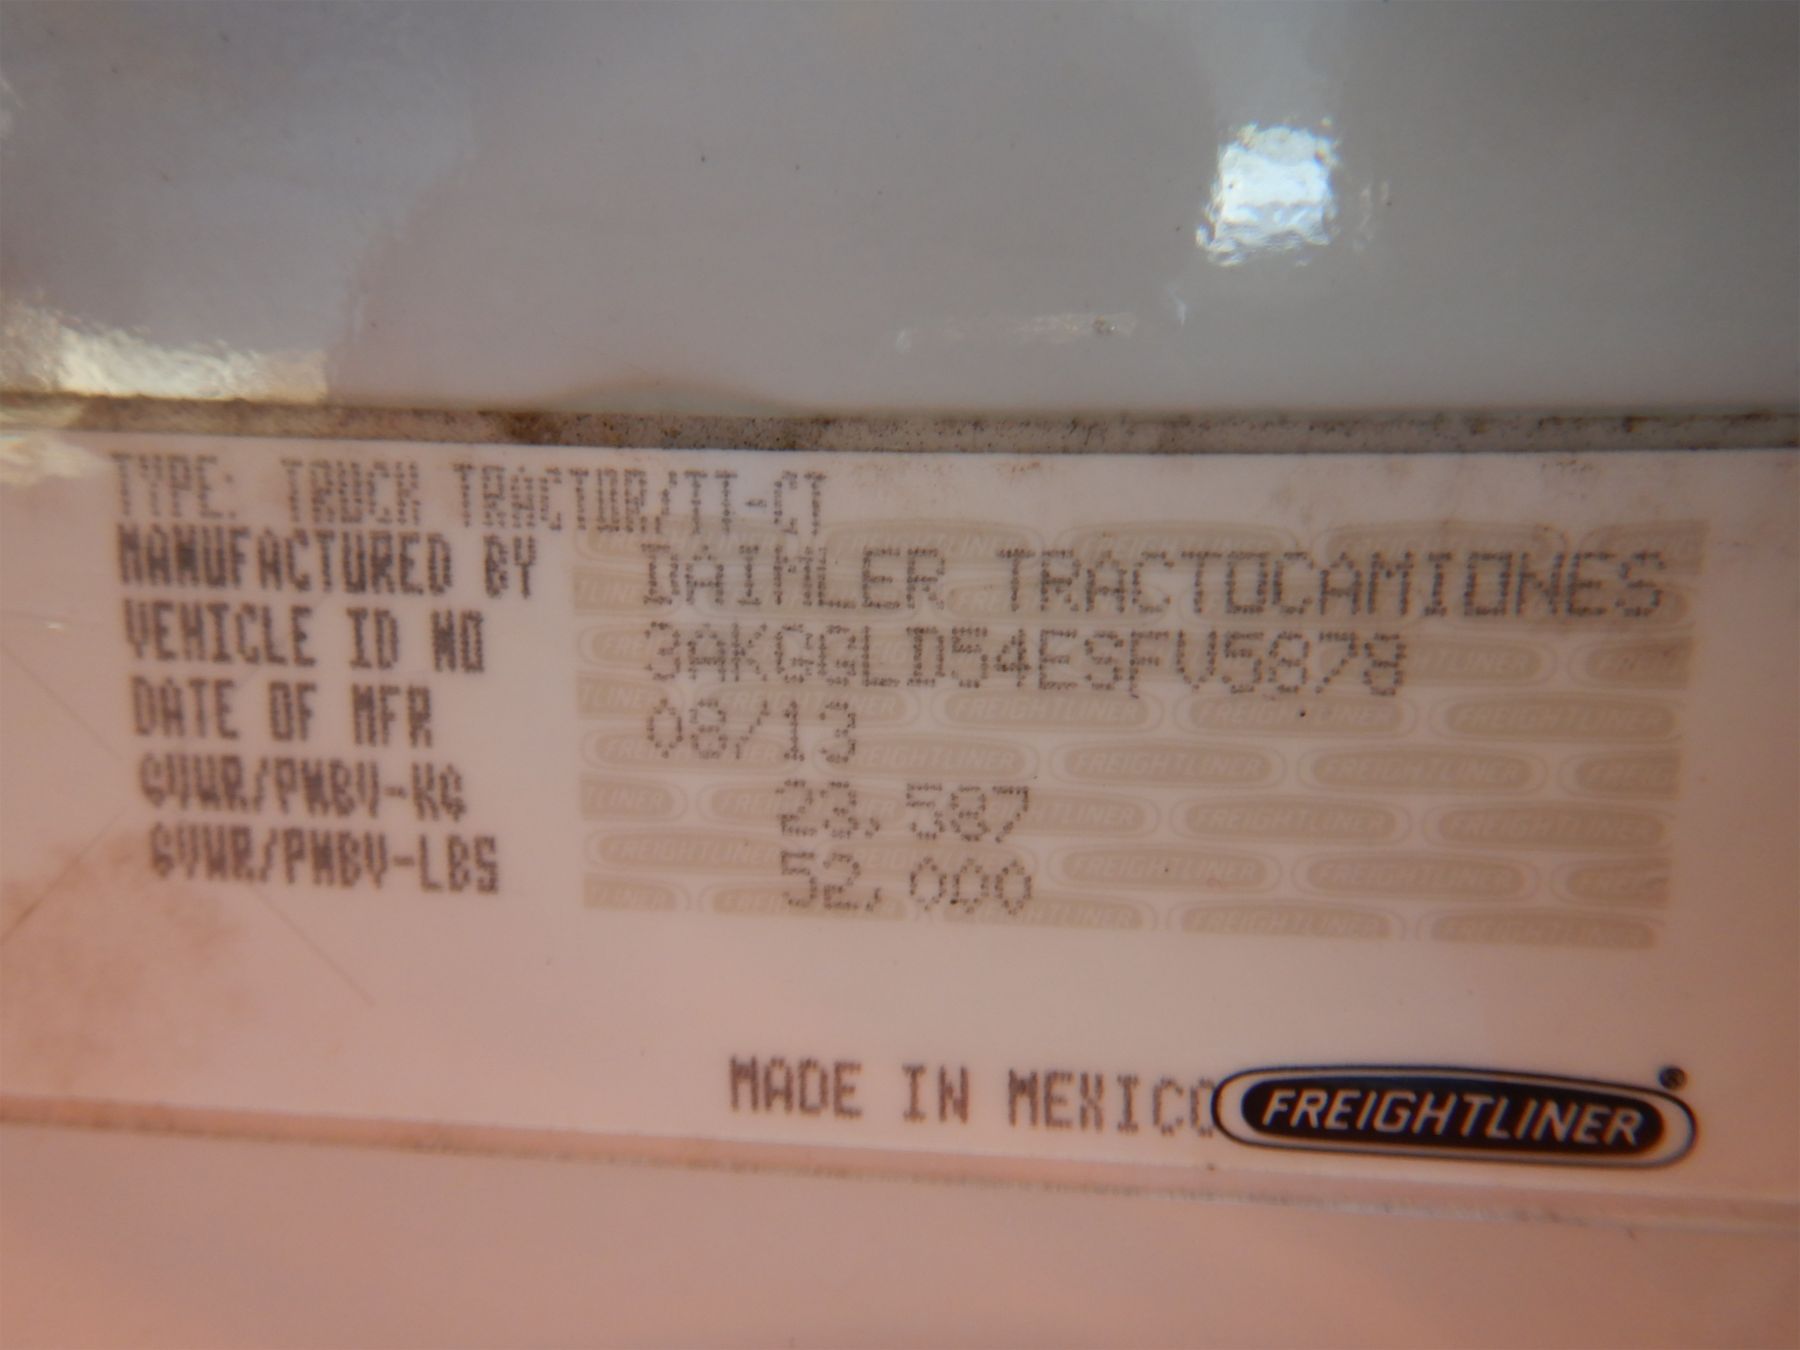 TYPE: TRUCK TRACTOR/TT-ST
MANUFACTURED BY DAIMLER TRACTOCAMIONES
VEHICLE ID NO 3AKGGLD54ESFV5878
DATE OF MFR 08/13
GVWR/PMBV-KG 23,587
GVWR/PMBV-LBS 52,000
MADE IN MEXICO FREIGHTLINER®